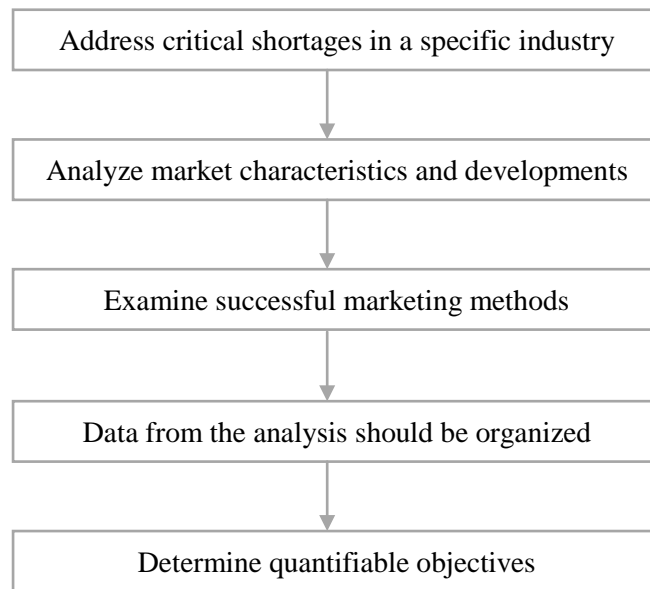 Address critical shortages in a specific industry
Analyze market characteristics and developments
Examine successful marketing methods
Data from the analysis should be organized
Determine quantifiable objectives